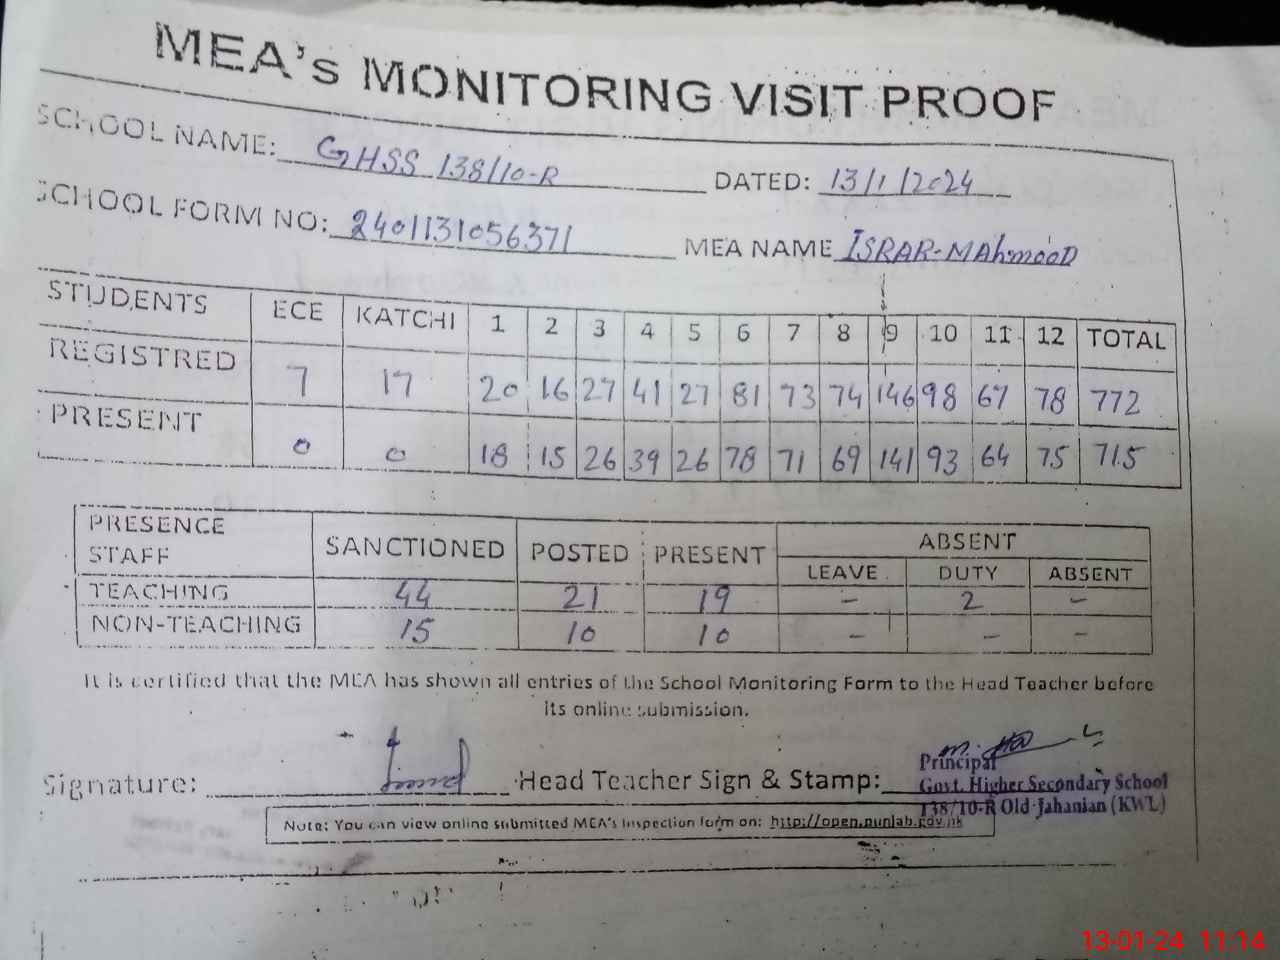 MEA's MONITORING VISIT PROOF
SCHOOL NAME: GHSS 138/10-R DATED: 13/1/2024
SCHOOL FORM NO: 2401131056371 MEA NAME ISRAR-MAhmooD
STUDENTS ECE KATCHI 1 2 3 4 5 6 7 8 9 10 11 12 TOTAL
REGISTRED 7 17 20 16 27 41 27 81 73 74 146 98 67 78 772
PRESENT 0 0 18 15 26 39 26 78 71 69 141 93 64 75 715
PRESENCE STAFF SANCTIONED POSTED PRESENT ABSENT
LEAVE DUTY ABSENT
TEACHING 44 21 19 - 2 -
NON-TEACHING 15 10 10 - - -
It is certified that the MEA has shown all entries of the School Monitoring Form to the Head Teacher before
its online submission.
Signature: Head Teacher Sign & Stamp:
Principal
Govt. Higher Secondary School
138/10-R Old Jahanian (KWL)
Note: You can view online submitted MEA's Inspection form on: http://open.punjab.gov.pk
13-01-24 11:14